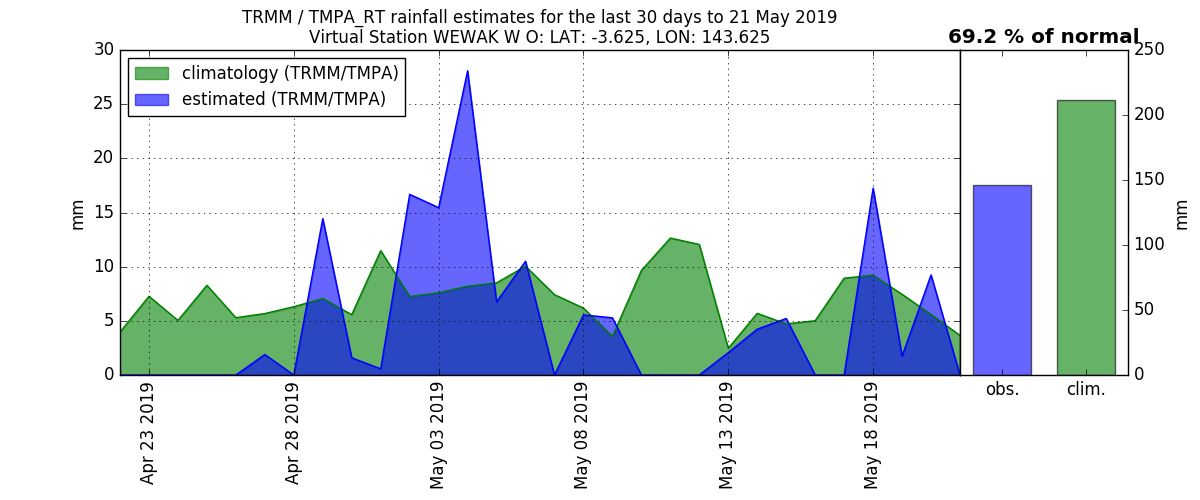 TRMM / TMPA_RT rainfall estimates for the last 30 days to 21 May 2019
Virtual Station WEWAK W O: LAT: -3.625, LON: 143.625
69.2 % of normal
climatology (TRMM/TMPA)
estimated (TRMM/TMPA)
30
25
20
15
10
5
0
mm
250
200
150
100
50
0
mm
Apr 23 2019
Apr 28 2019
May 03 2019
May 08 2019
May 13 2019
May 18 2019
obs.
clim.